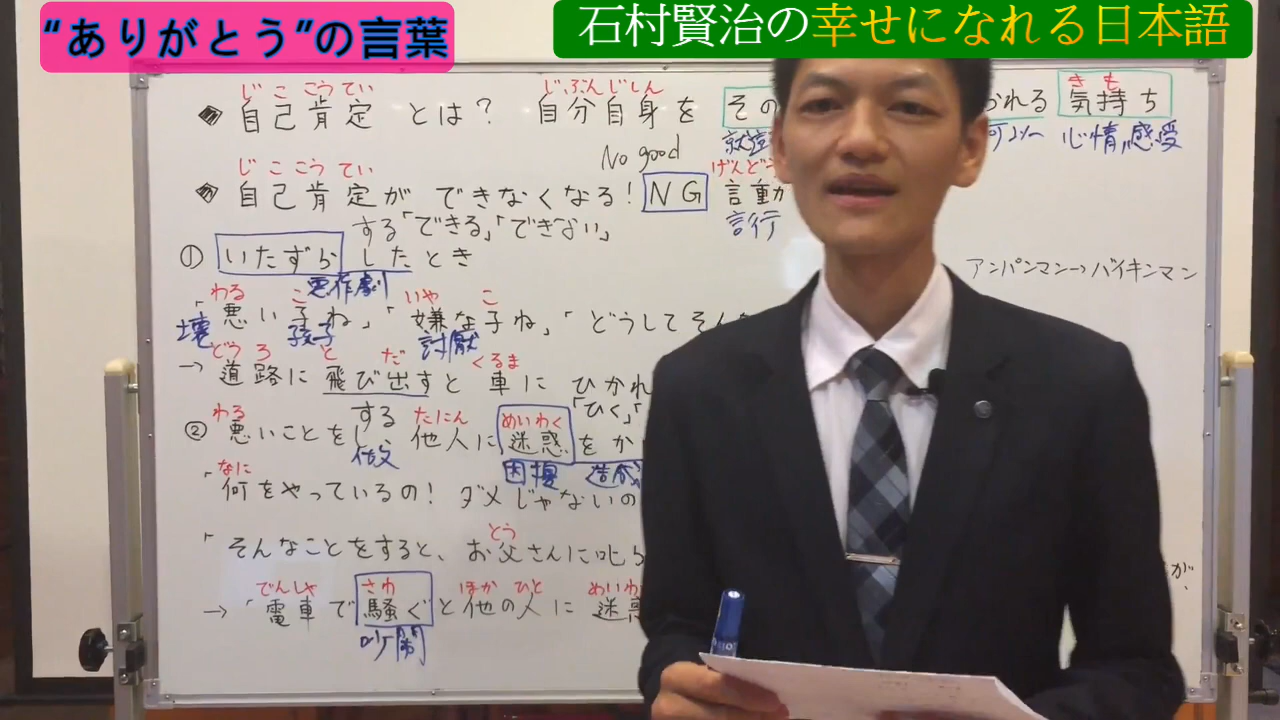 “ありがとう”の言葉
石村賢治の幸せになれる日本語
じ こ こうてい じぶんじしん き も
◆ 自己肯定 とは? 自分自身を その かれる 気持ち
心情,感受
No good
じ こ こう てい げんどう
◆ 自己肯定が できなくなる! NG 言動が
言行
する「できる」「できない」
① いたずら したとき
アンパンマン→バイキンマン
悪作劇
わる こ いや こ
「悪い子ね」「嫌な子ね」「どうしてそん
壊 孩子 討厭
どうろ と だ くるま
→ 道路に飛び出すと 車に ひかれ
する 「ひく」
わる たにん めいわく
② 悪いことをし 他人に迷惑をか
做 困擾 造成
なに
「何をやっているの! ダメじゃないの
とう
「そんなことをすると、お父さんに叱ら
が、
でんしゃ さわ ほか ひと めいわ
→ 「電車で騒ぐと他の人に 迷惑
吵鬧